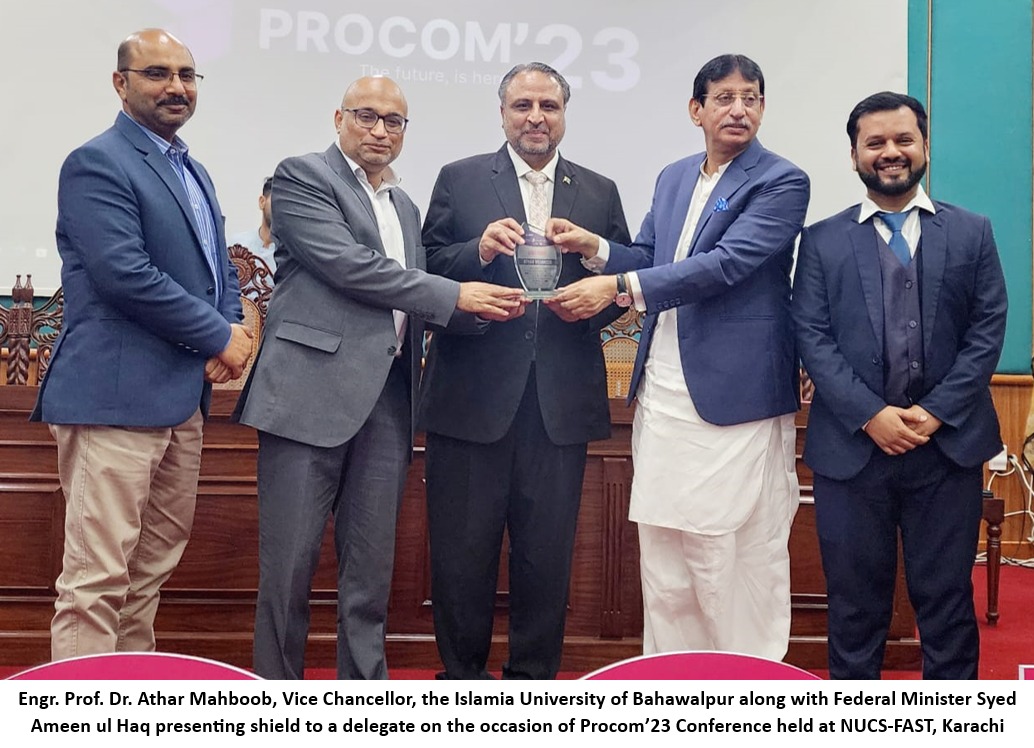 PROCOM’23
The future, is here
Engr. Prof. Dr. Athar Mahboob, Vice Chancellor, the Islamia University of Bahawalpur along with Federal Minister Syed
Ameen ul Haq presenting shield to a delegate on the occasion of Procom’23 Conference held at NUCS-FAST, Karachi